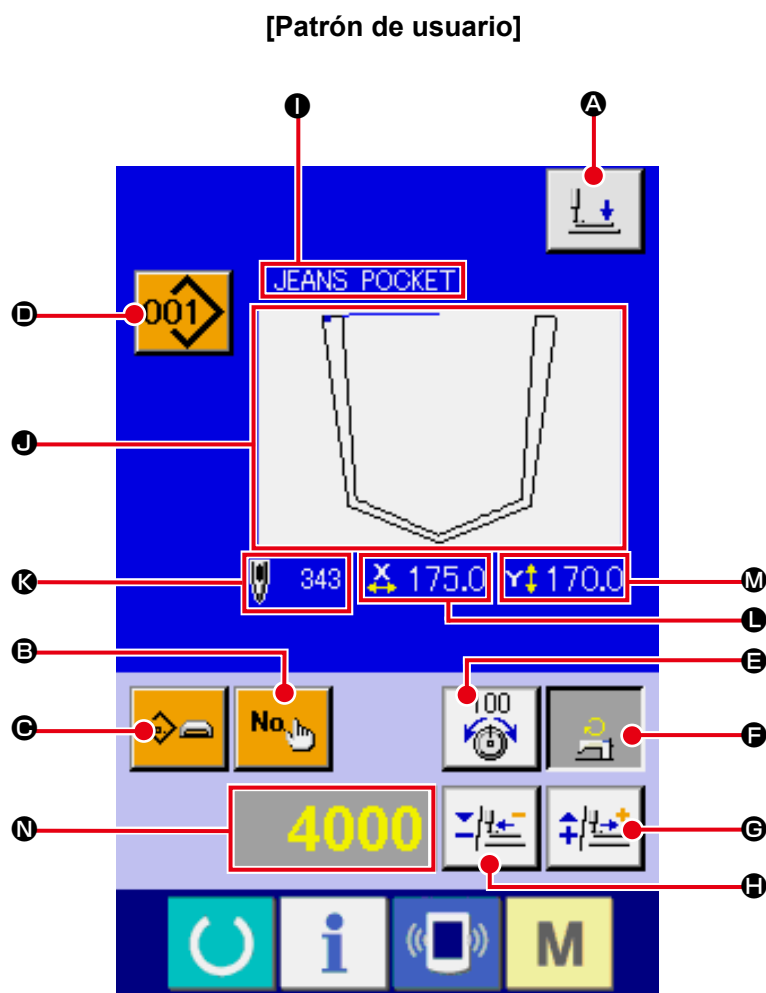 [Patrón de usuario]
I
A
JEANS POCKET
D
001
J
K
343
X 175.0
Y 170.0
M
L
B
E
C
No.
100
F
N
4000
G
H
i
M